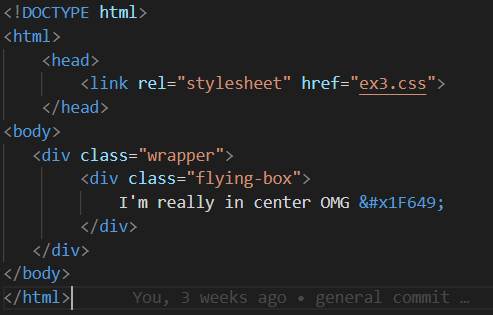 <!DOCTYPE html>
<html>
<head>
<link rel="stylesheet" href="ex3.css">
</head>
<body>
<div class="wrapper">
<div class="flying-box">
I'm really in center OMG &#x1F649;
</div>
</div>
</body>
</html> You, 3 weeks ago • general commit …